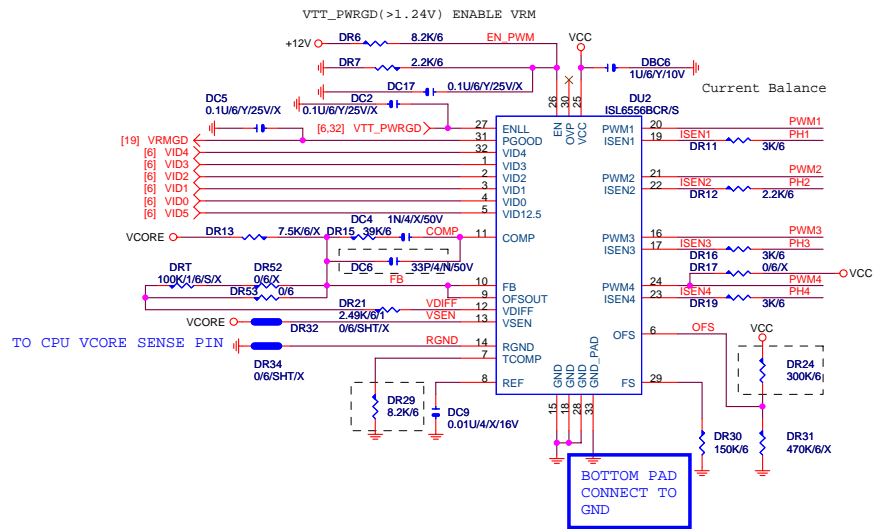 VTT_PWRGD(>1.24V) ENABLE VRM
+12V DR6 8.2K/6 EN_PWM VCC
DR7 2.2K/6 DBC6
1U/6/Y/10V
DC17 0.1U/6/Y/25V/X
DC5 DC2
0.1U/6/Y/25V/X 0.1U/6/Y/25V/X
Current Balance
DU2
ISL6556BCR/S
26 30 25
EN OVP VCC
[6,32] VTT_PWRGD 27 ENLL
[19] VRMGD 31 PGOOD
[6] VID4 32 VID4
[6] VID3 1 VID3
[6] VID2 2 VID2
[6] VID1 3 VID1
[6] VID0 4 VID0
[6] VID5 5 VID12.5
PWM1 20 PWM1
ISEN1 19 ISEN1 DR11 3K/6 PH1
PWM2 21 PWM2
ISEN2 22 ISEN2 DR12 2.2K/6 PH2
PWM3 16 PWM3
ISEN3 17 ISEN3 DR16 3K/6 PH3
DR17 0/6/X VCC
PWM4 24 PWM4
ISEN4 23 ISEN4 DR19 3K/6 PH4
VCORE DR13 7.5K/6/X DR15 39K/6 DC4 1N/4/X/50V COMP 11 COMP
DC6 33P/4/N/50V
FB 10 FB
DRT 100K/1/6/S/X DR52 0/6/X
DR53 0/6
9 OFSOUT
DR21 2.49K/6/1 VDIFF 12 VDIFF
VCORE DR32 0/6/SHT/X VSEN 13 VSEN
TO CPU VCORE SENSE PIN
DR34 0/6/SHT/X RGND 14 RGND
7 TCOMP
DR29 8.2K/6
8 REF
DC9 0.01U/4/X/16V
OFS 6 OFS
VCC
DR24
300K/6
FS 29
DR30
150K/6
DR31
470K/6/X
GND GND GND GND_PAD
15 18 28 33
BOTTOM PAD
CONNECT TO
GND